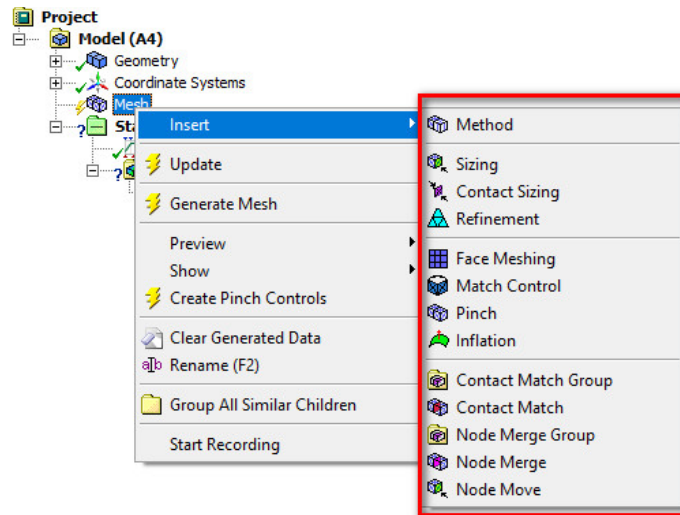 Project
Model (A4)
Geometry
Coordinate Systems
Mesh
Sta
Insert
Update
Generate Mesh
Preview
Show
Create Pinch Controls
Clear Generated Data
Rename (F2)
Group All Similar Children
Start Recording
Method
Sizing
Contact Sizing
Refinement
Face Meshing
Match Control
Pinch
Inflation
Contact Match Group
Contact Match
Node Merge Group
Node Merge
Node Move